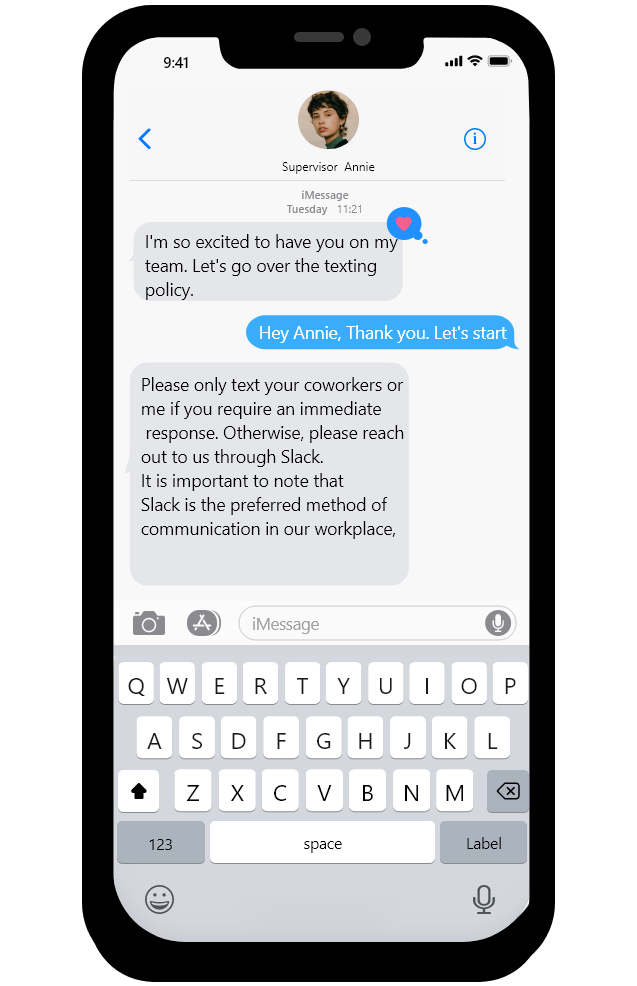 9:41
Supervisor Annie
iMessage
Tuesday 11:21
I'm so excited to have you on my
team. Let's go over the texting
policy.
Hey Annie, Thank you. Let's start
Please only text your coworkers or
me if you require an immediate
response. Otherwise, please reach
out to us through Slack.
It is important to note that
Slack is the preferred method of
communication in our workplace,
iMessage
Q W E R T Y U I O P
A S D F G H J K L
Z X C V B N M
123 space Label